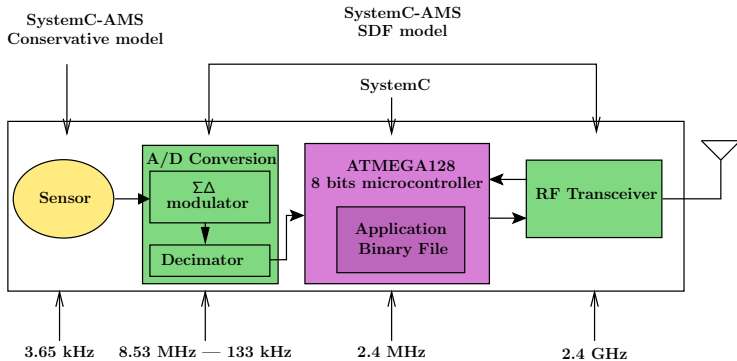 SystemC-AMS
Conservative model
SystemC-AMS
SDF model
SystemC
A/D Conversion
ΣΔ
modulator
Decimator
Sensor
ATMEGA128
8 bits microcontroller
Application
Binary File
RF Transceiver
3.65 kHz
8.53 MHz — 133 kHz
2.4 MHz
2.4 GHz